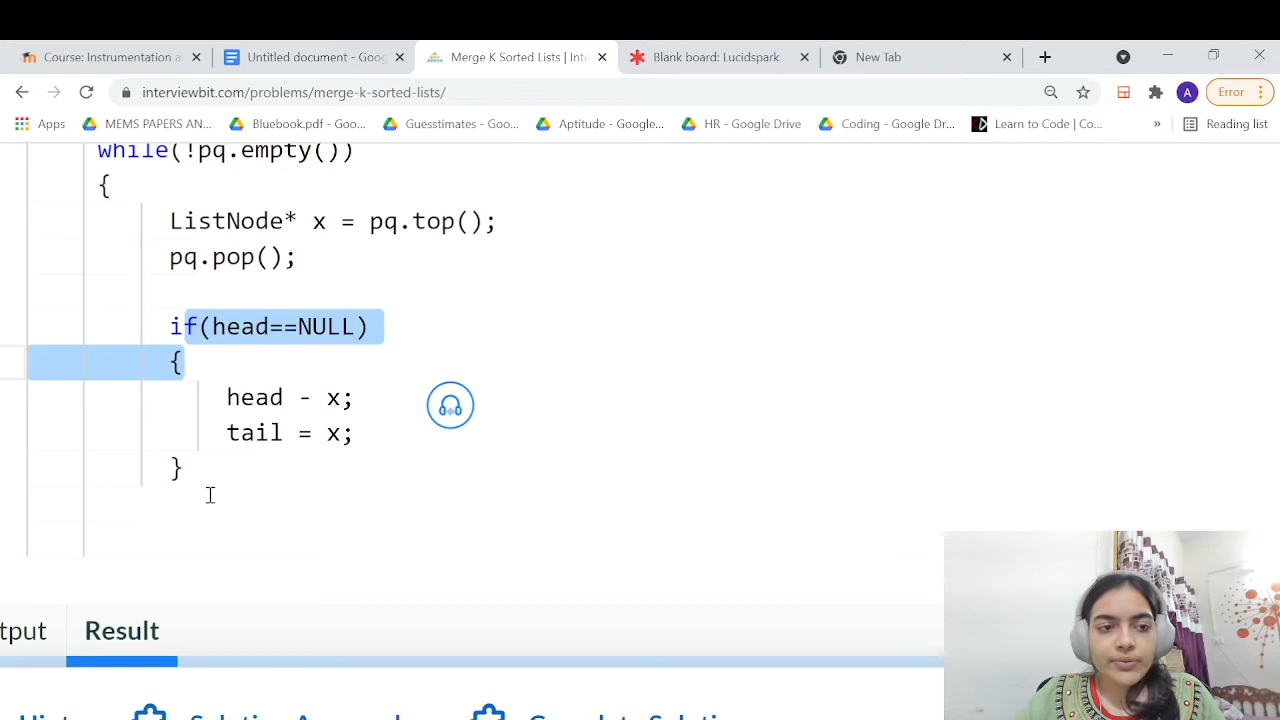 Course: Instrumentation a
Untitled document - Goog
Merge K Sorted Lists | Inte
Blank board: Lucidspark
New Tab
interviewbit.com/problems/merge-k-sorted-lists/
A
Error
Apps
MEMS PAPERS AN...
Bluebook.pdf - Goo...
Guesstimates - Goo...
Aptitude - Google...
HR - Google Drive
Coding - Google Dr...
Learn to Code | Co...
»
Reading list
while(!pq.empty())
{
ListNode* x = pq.top();
pq.pop();
if(head==NULL)
{
head - x;
tail = x;
}
tput
Result